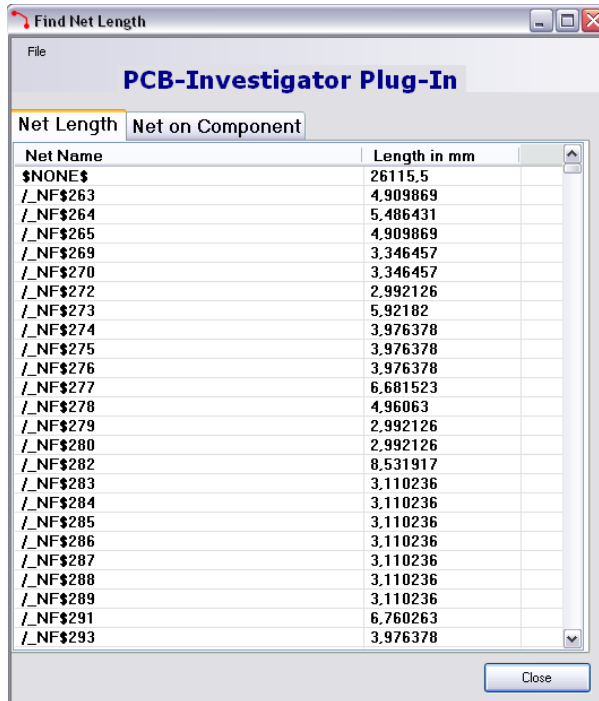 Find Net Length
File
PCB-Investigator Plug-In
Net Length Net on Component
Net Name Length in mm
$NONE$ 26115,5
/_NF$263 4,909869
/_NF$264 5,486431
/_NF$265 4,909869
/_NF$269 3,346457
/_NF$270 3,346457
/_NF$272 2,992126
/_NF$273 5,92182
/_NF$274 3,976378
/_NF$275 3,976378
/_NF$276 3,976378
/_NF$277 6,681523
/_NF$278 4,96063
/_NF$279 2,992126
/_NF$280 2,992126
/_NF$282 8,531917
/_NF$283 3,110236
/_NF$284 3,110236
/_NF$285 3,110236
/_NF$286 3,110236
/_NF$287 3,110236
/_NF$288 3,110236
/_NF$289 3,110236
/_NF$291 6,760263
/_NF$293 3,976378
Close